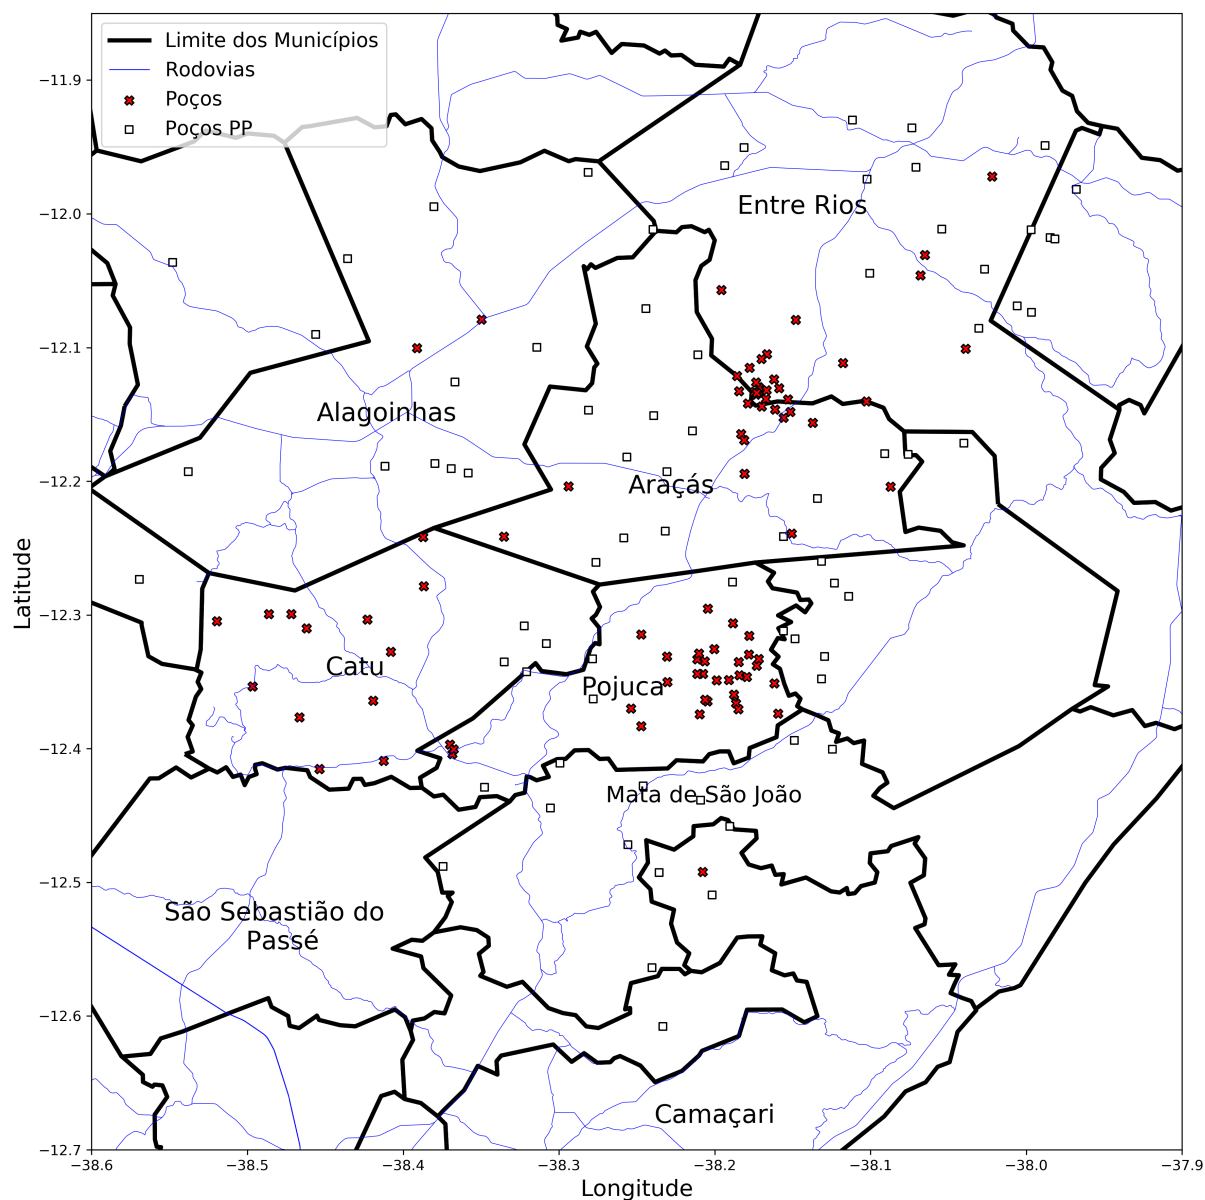 Limite dos Municípios
Rodovias
Poços
Poços PP
Entre Rios
Alagoinhas
Araçás
Catu
Pojuca
Mata de São João
São Sebastião do
Passé
Camaçari
−11.9
−12.0
−12.1
−12.2
−12.3
−12.4
−12.5
−12.6
−12.7
Latitude
−38.6
−38.5
−38.4
−38.3
−38.2
−38.1
−38.0
−37.9
Longitude